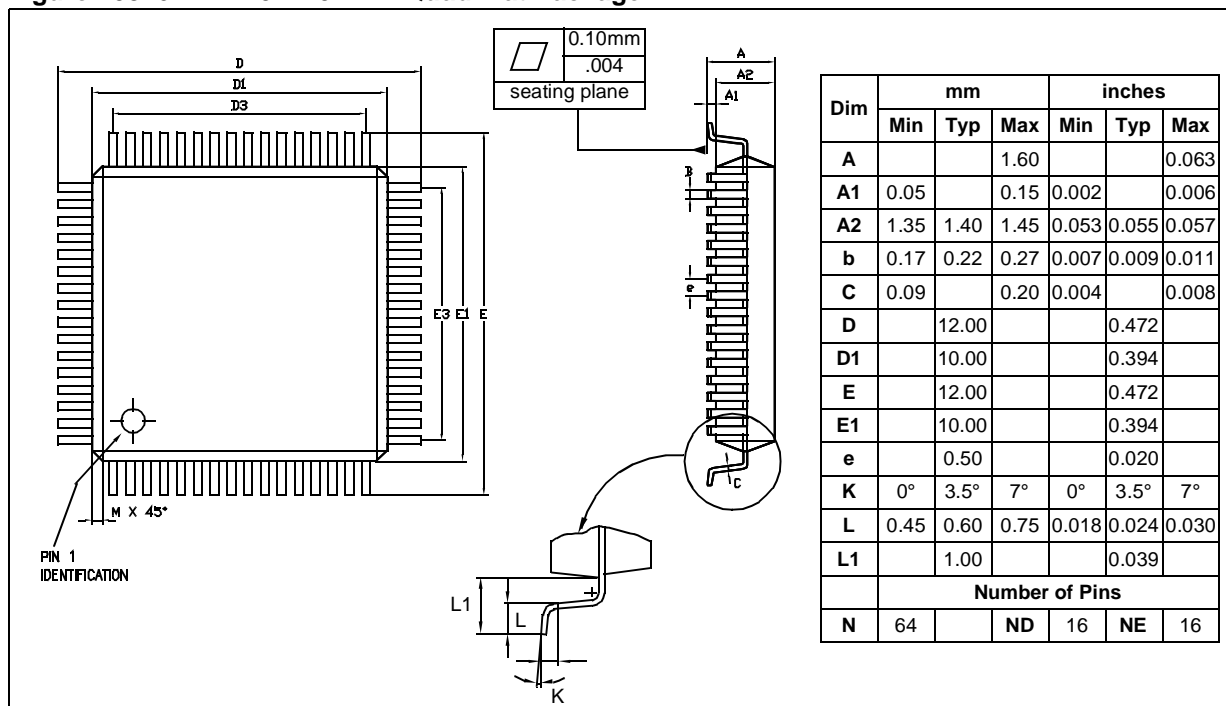 0.10mm
.004
seating plane
D
D1
D3
A
A2
A1
B
e
E3 E1 E
C
M X 45°
PIN 1
IDENTIFICATION
L1
L
K
Dim mm inches
Min Typ Max Min Typ Max
A 1.60 0.063
A1 0.05 0.15 0.002 0.006
A2 1.35 1.40 1.45 0.053 0.055 0.057
b 0.17 0.22 0.27 0.007 0.009 0.011
C 0.09 0.20 0.004 0.008
D 12.00 0.472
D1 10.00 0.394
E 12.00 0.472
E1 10.00 0.394
e 0.50 0.020
K 0° 3.5° 7° 0° 3.5° 7°
L 0.45 0.60 0.75 0.018 0.024 0.030
L1 1.00 0.039
Number of Pins
N 64 ND 16 NE 16